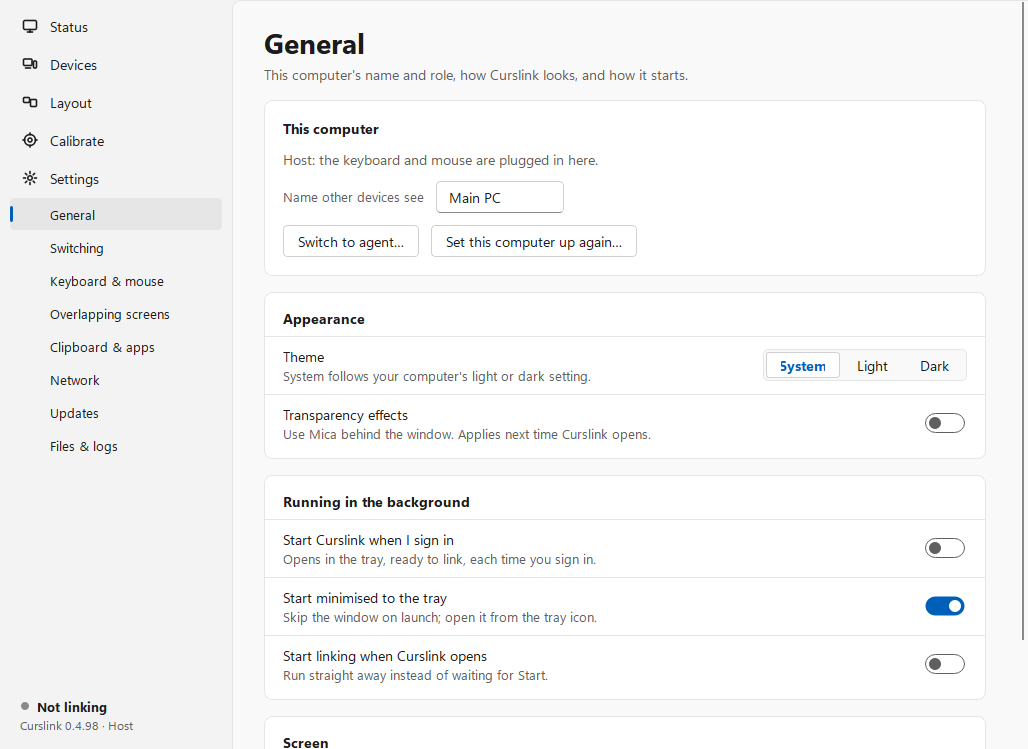 Status
Devices
Layout
Calibrate
Settings
General
Switching
Keyboard & mouse
Overlapping screens
Clipboard & apps
Network
Updates
Files & logs
Not linking
Curslink 0.4.98 · Host
General
This computer's name and role, how Curslink looks, and how it starts.
This computer
Host: the keyboard and mouse are plugged in here.
Name other devices see Main PC
Switch to agent... Set this computer up again...
Appearance
Theme
System follows your computer's light or dark setting.
System Light Dark
Transparency effects
Use Mica behind the window. Applies next time Curslink opens.
Running in the background
Start Curslink when I sign in
Opens in the tray, ready to link, each time you sign in.
Start minimised to the tray
Skip the window on launch; open it from the tray icon.
Start linking when Curslink opens
Run straight away instead of waiting for Start.
Screen